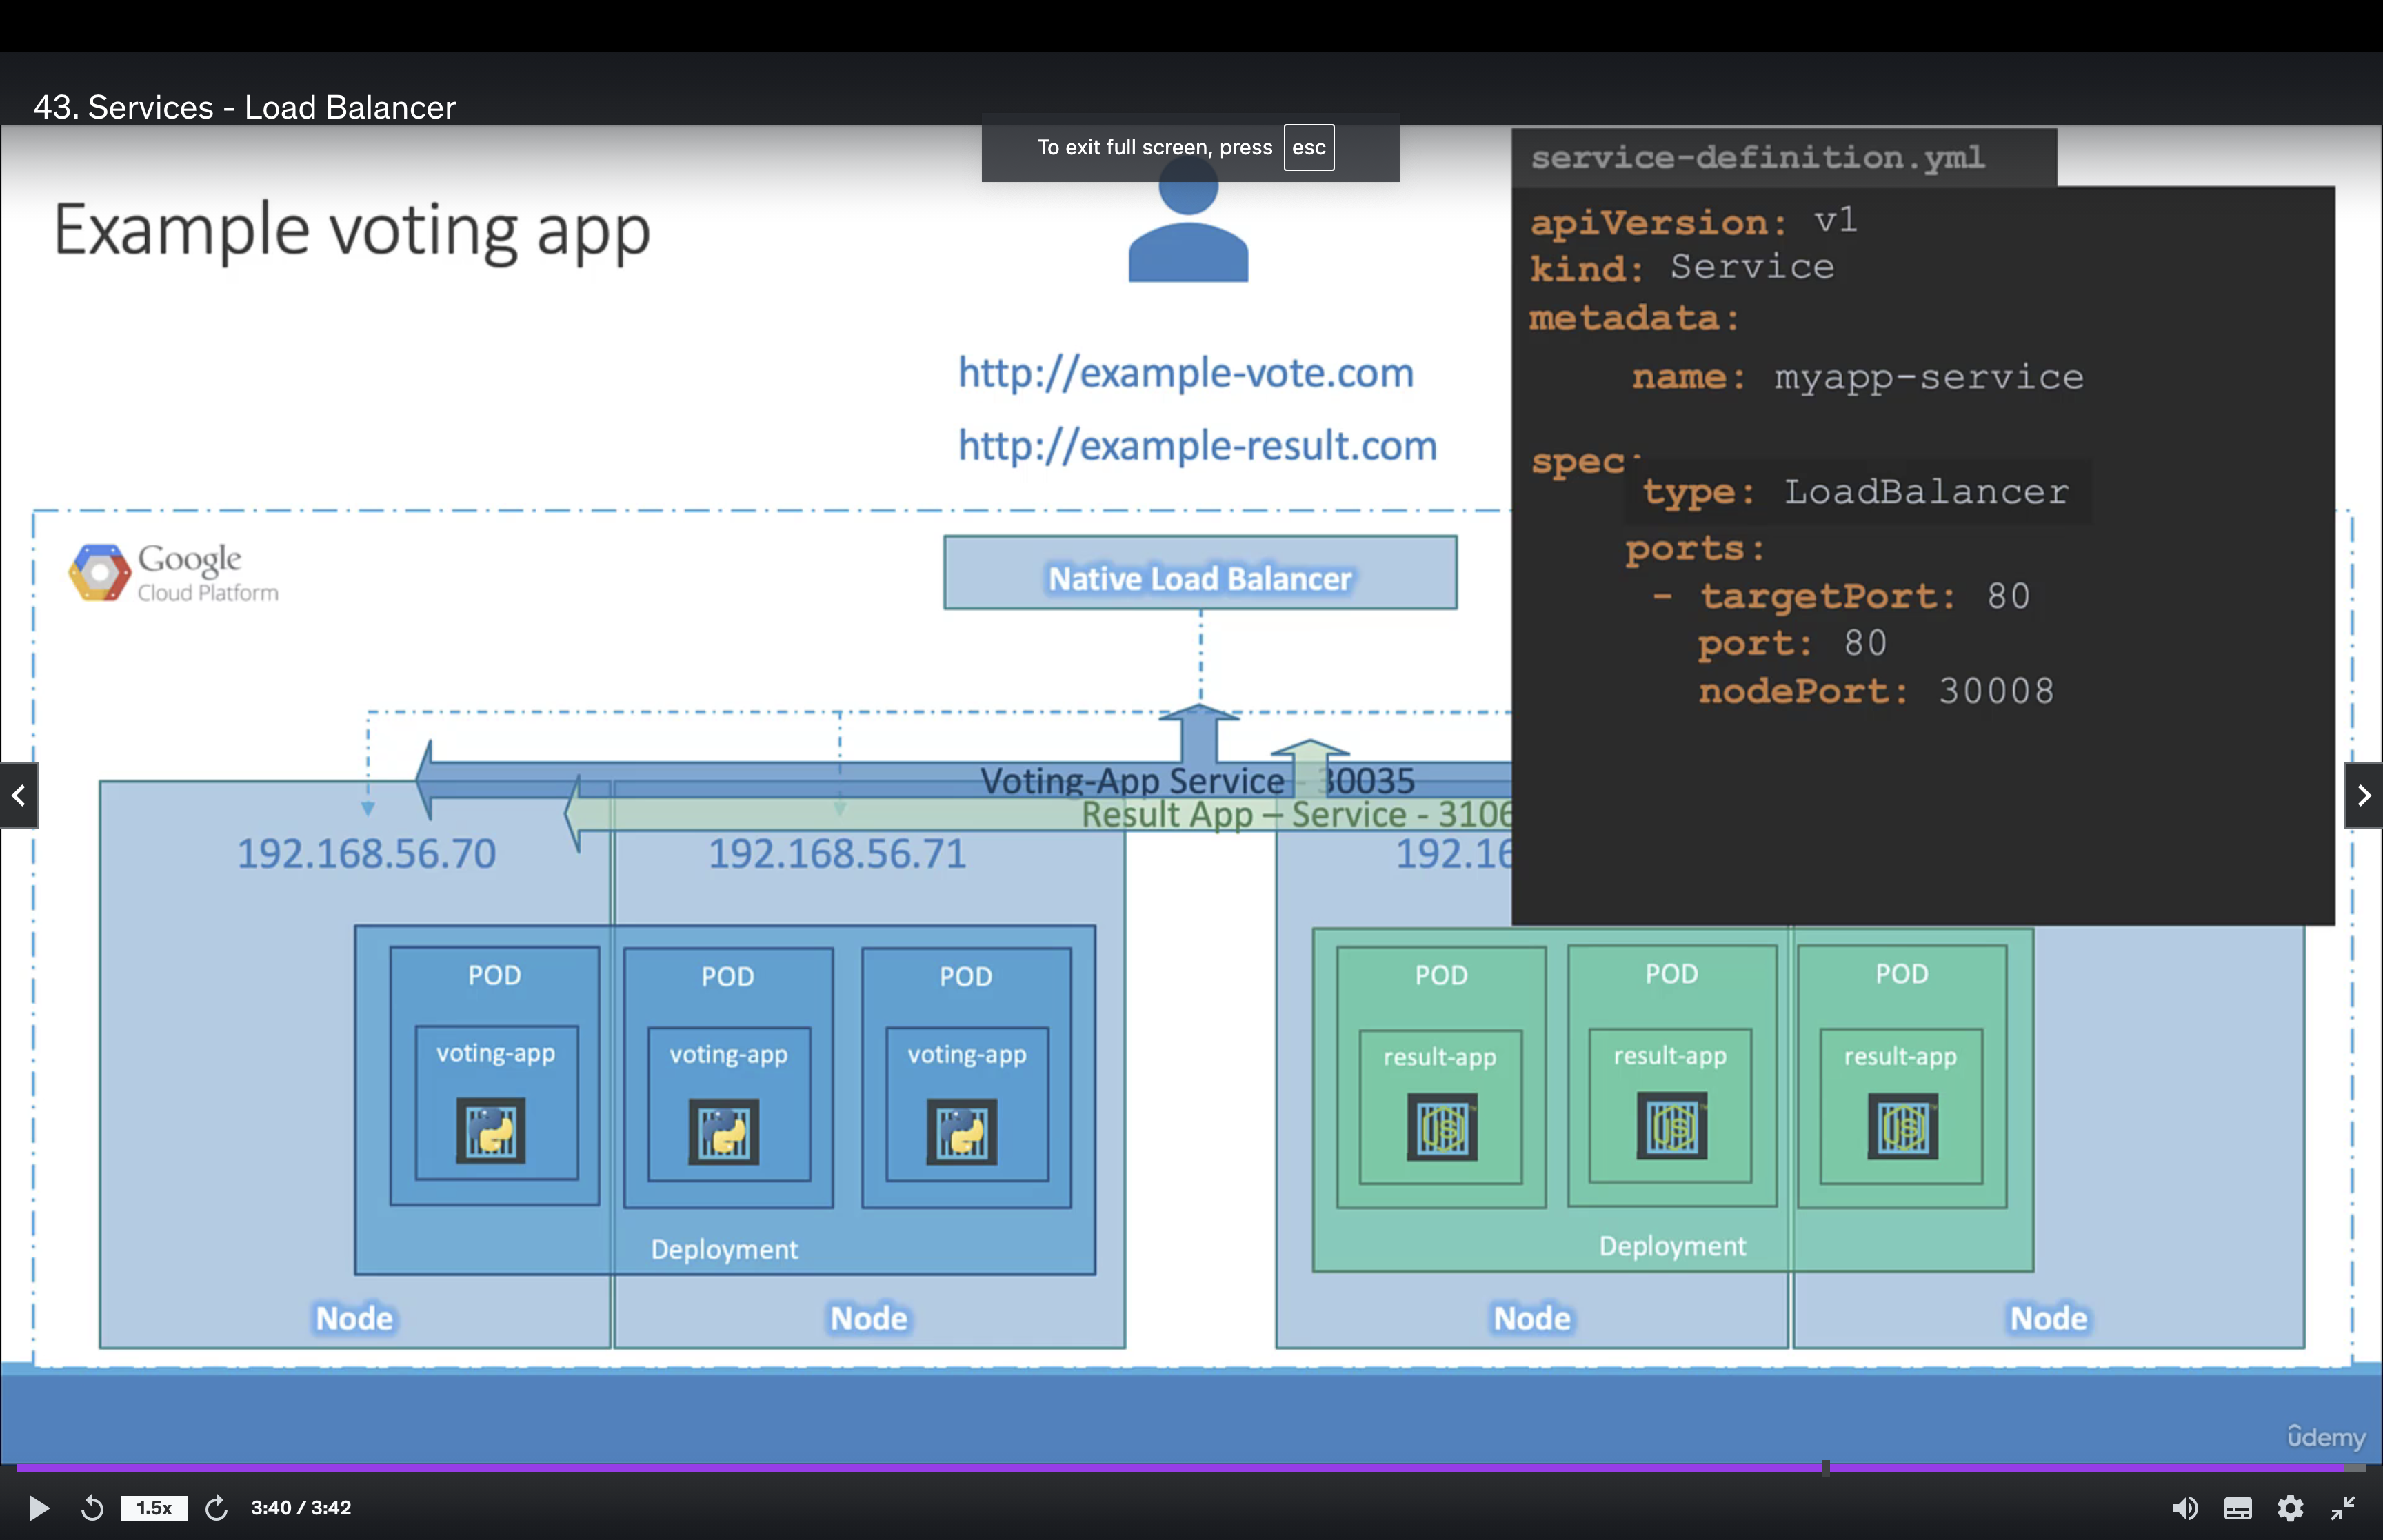 43. Services - Load Balancer
To exit full screen, press esc
Example voting app
http://example-vote.com
http://example-result.com
service-definition.yml
apiVersion: v1
kind: Service
metadata:
name: myapp-service
spec:
type: LoadBalancer
ports:
- targetPort: 80
port: 80
nodePort: 30008
Google
Cloud Platform
Native Load Balancer
Voting-App Service - 30035
Result App – Service - 3106
192.168.56.70
192.168.56.71
192.16
POD
POD
POD
voting-app
voting-app
voting-app
Deployment
Node
Node
POD
POD
POD
result-app
result-app
result-app
JS
JS
JS
Deployment
Node
Node
ûdemy
1.5x
3:40 / 3:42